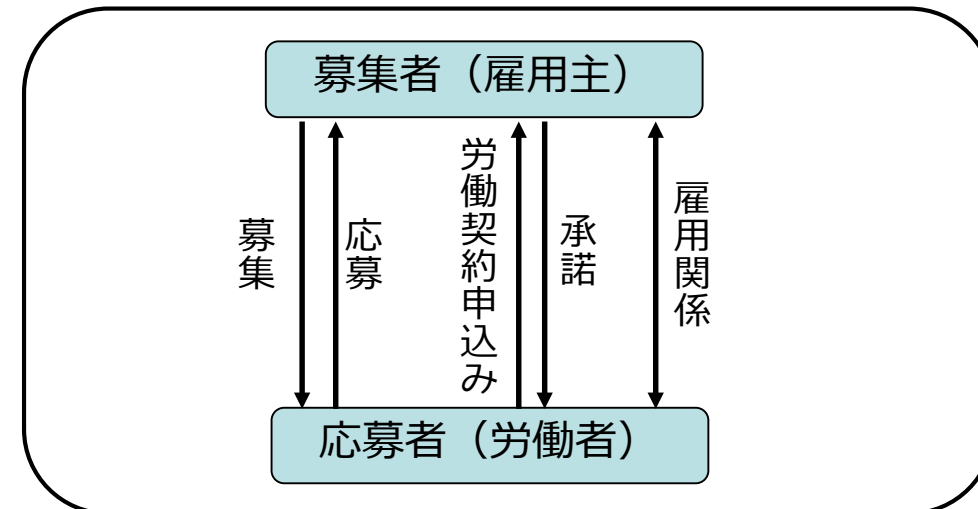 募集者（雇用主）
募集
応募
労働契約申込み
承諾
雇用関係
応募者（労働者）